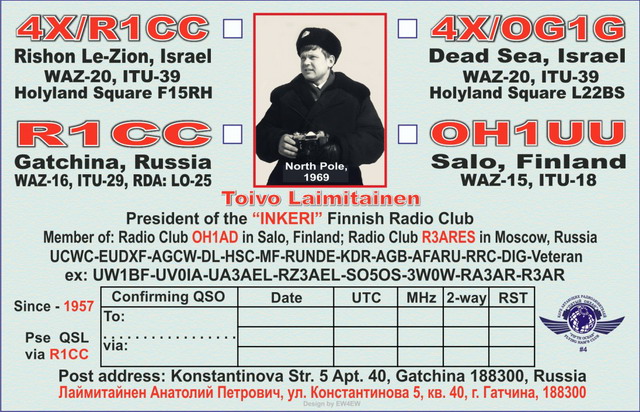 4X/R1CC
Rishon Le-Zion, Israel
WAZ-20, ITU-39
Holyland Square F15RH
4X/OG1G
Dead Sea, Israel
WAZ-20, ITU-39
Holyland Square L22BS
R1CC
Gatchina, Russia
WAZ-16, ITU-29, RDA: LO-25
North Pole,
1969
OH1UU
Salo, Finland
WAZ-15, ITU-18
Toivo Laimitainen
President of the “INKERI” Finnish Radio Club
Member of: Radio Club OH1AD in Salo, Finland; Radio Club R3ARES in Moscow, Russia
UCWC-EUDXF-AGCW-DL-HSC-MF-RUNDE-KDR-AGB-AFARU-RRC-DIG-Veteran
ex: UW1BF-UV0IA-UA3AEL-RZ3AEL-SO5OS-3W0W-RA3AR-R3AR
Since - 1957
Pse QSL
via R1CC
Confirming QSO Date UTC MHz 2-way RST
To:
via:
#4
Post address: Konstantinova Str. 5 Apt. 40, Gatchina 188300, Russia
Лаймитайнен Анатолий Петрович, ул. Константинова 5, кв. 40, г. Гатчина, 188300
Design by EW4EW